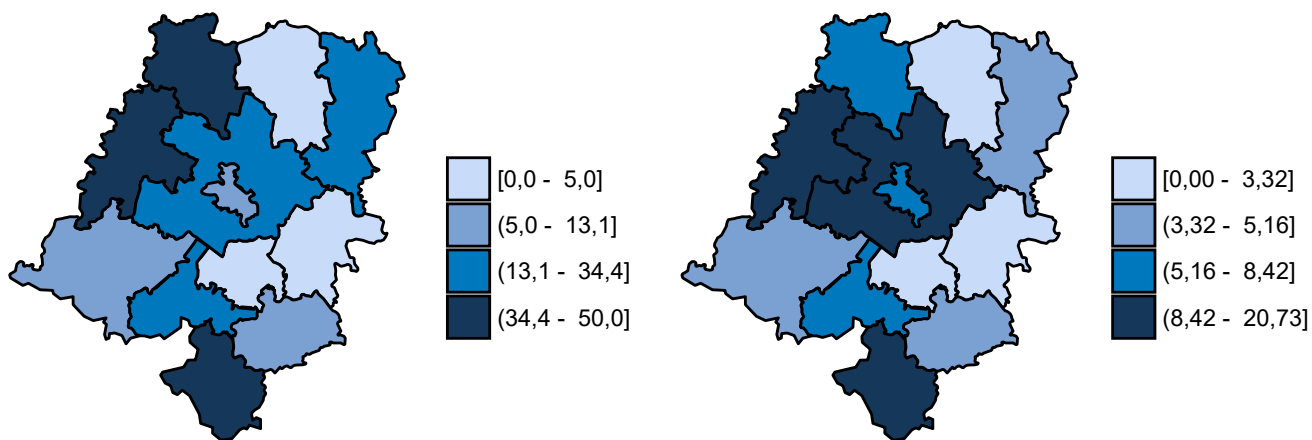 [0,0 - 5,0]
(5,0 - 13,1]
(13,1 - 34,4]
(34,4 - 50,0]
[0,00 - 3,32]
(3,32 - 5,16]
(5,16 - 8,42]
(8,42 - 20,73]